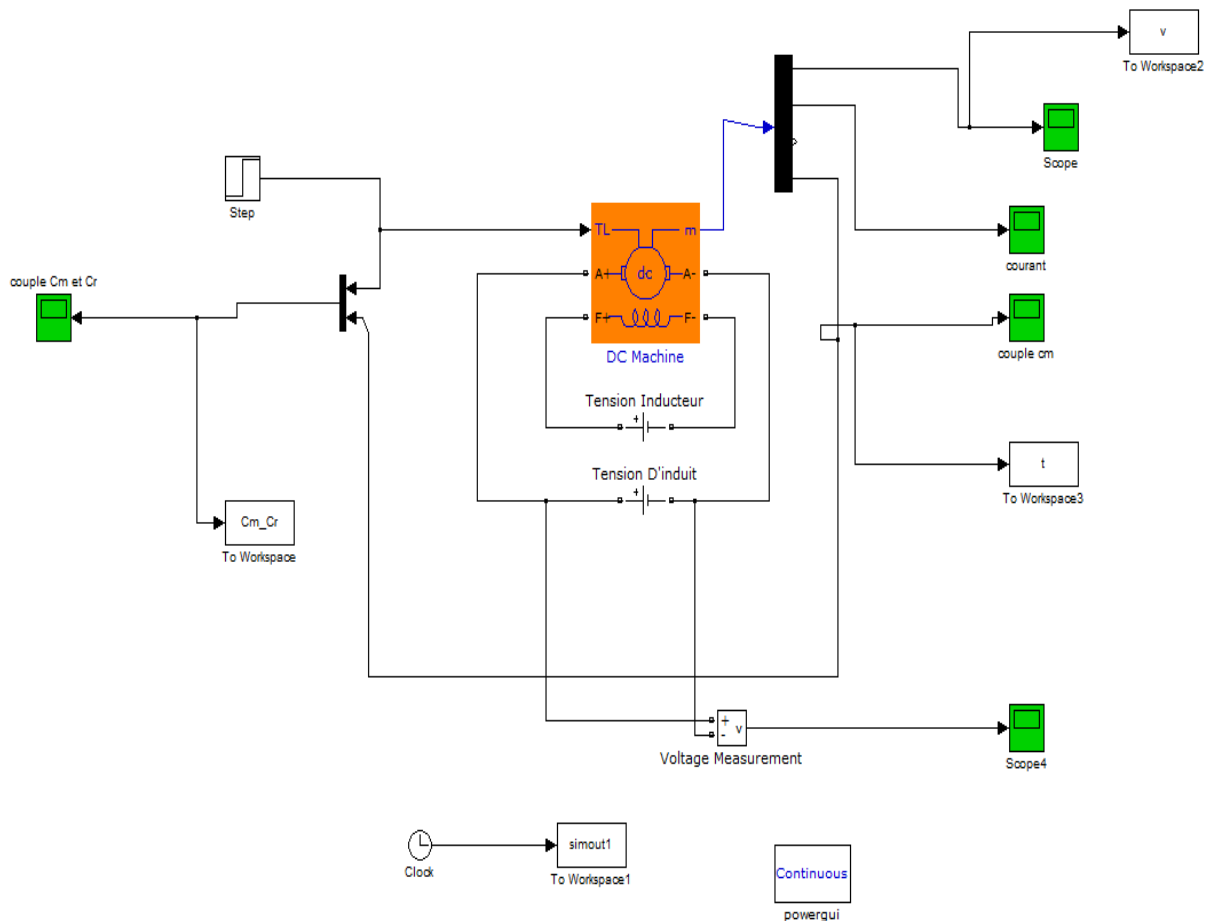 v
To Workspace2
Scope
Step
TL
m
A+
dc
A-
F+
F-
DC Machine
courant
couple Cm et Cr
couple cm
Tension Inducteur
+
Tension D'induit
+
t
To Workspace3
Cm_Cr
To Workspace
+
-
v
Voltage Measurement
Scope4
Clock
simout1
To Workspace1
Continuous
powergui